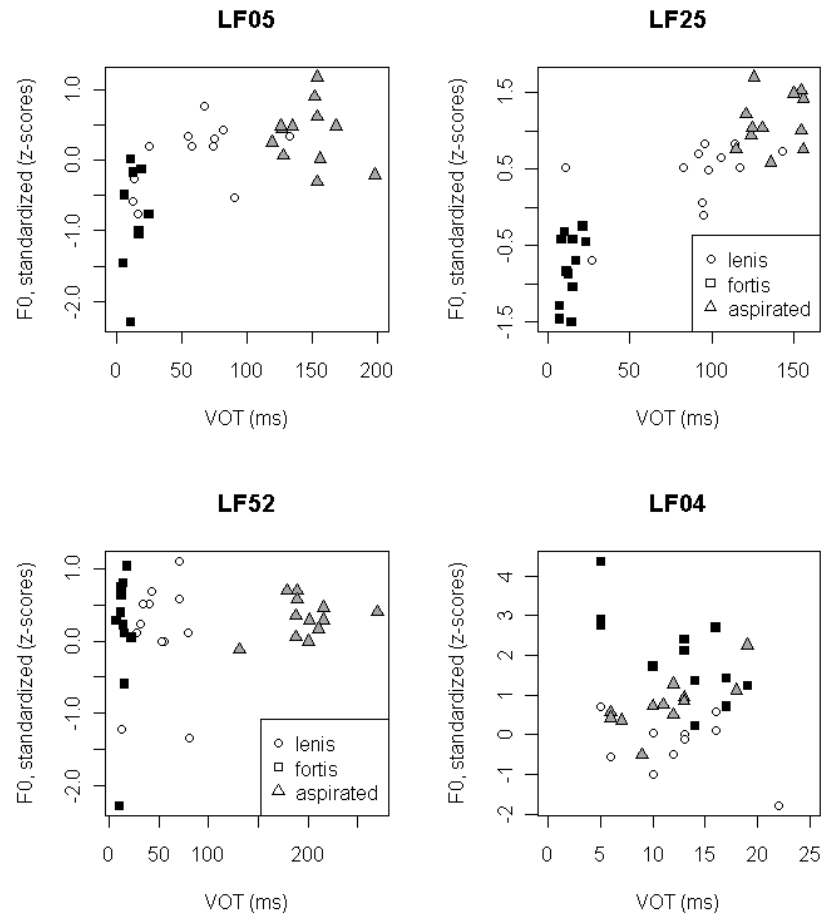 LF05
F0, standardized (z-scores)
1.0
0.0
-1.0
-2.0
0
50
100
150
200
VOT (ms)
LF25
F0, standardized (z-scores)
1.5
0.5
-0.5
-1.5
lenis
fortis
aspirated
0
50
100
150
VOT (ms)
LF52
F0, standardized (z-scores)
1.0
0.0
-1.0
-2.0
lenis
fortis
aspirated
0
50
100
200
VOT (ms)
LF04
F0, standardized (z-scores)
4
3
2
1
0
-1
-2
0
5
10
15
20
25
VOT (ms)